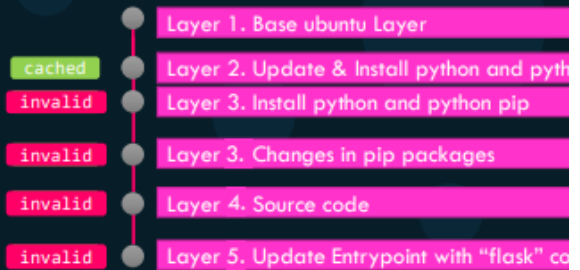 Layer 1. Base ubuntu Layer
cached Layer 2. Update & Install python and pyth
invalid Layer 3. Install python and python pip
invalid Layer 3. Changes in pip packages
invalid Layer 4. Source code
invalid Layer 5. Update Entrypoint with “flask” co